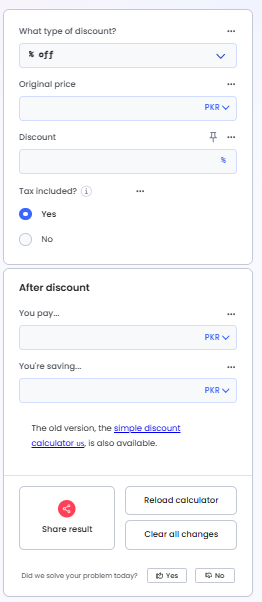 What type of discount?
% off
Original price
PKR
Discount
%
Tax included?
Yes
No
After discount
You pay...
PKR
You're saving...
PKR
The old version, the simple discount
calculator us, is also available.
Share result
Reload calculator
Clear all changes
Did we solve your problem today? Yes No